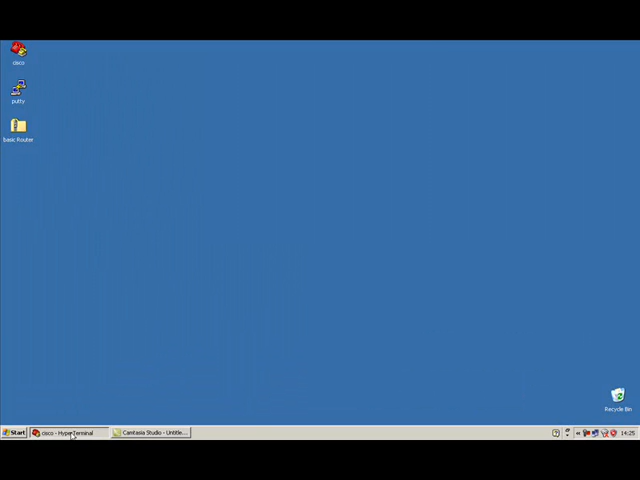 cisco
putty
basic Router
Recycle Bin
Start
cisco - HyperTerminal
Camtasia Studio - Untitle...
14:25